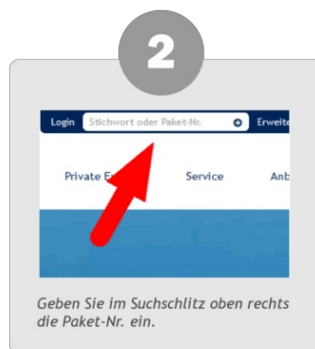 2
Login Stichwort oder Paket-Nr. Erweite
Private E Service Anb
Geben Sie im Suchschlitz oben rechts
die Paket-Nr. ein.